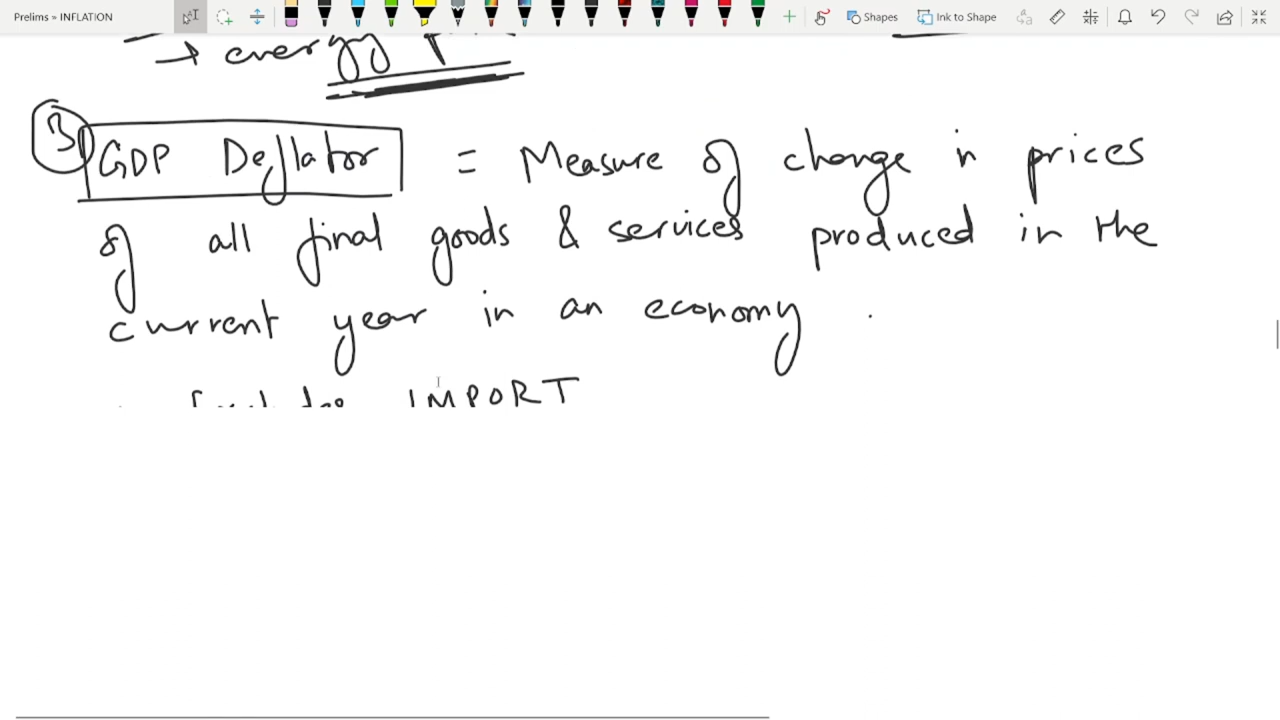 Prelims » INFLATION
Shapes
Ink to Shape
→ energy
3 GDP Deflator = Measure of change in prices
of all final goods & services produced in the
current year in an economy .
IMPORT